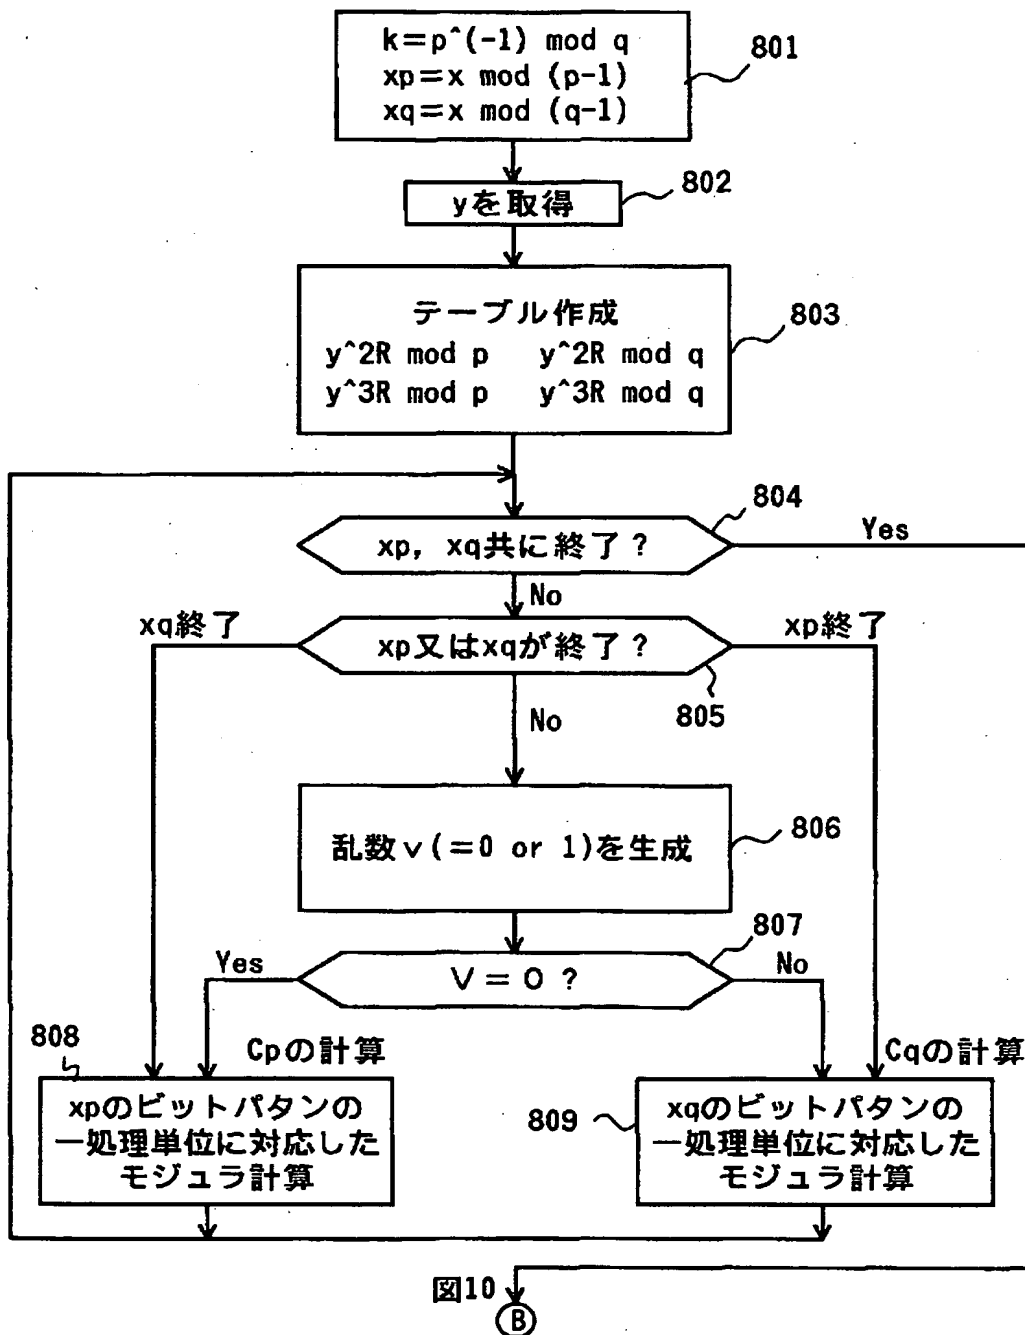 k=p^(-1) mod q
xp=x mod (p-1)
xq=x mod (q-1)
801
yを取得
802
テーブル作成
y^2R mod p y^2R mod q
y^3R mod p y^3R mod q
803
xp, xq共に終了?
804
Yes
No
xq終了
xp又はxqが終了?
xp終了
805
No
乱数v(=0 or 1)を生成
806
807
Yes
V=0?
No
808
Cpの計算
Cqの計算
xpのビットパタンの
一処理単位に対応した
モジュラ計算
809
xqのビットパタンの
一処理単位に対応した
モジュラ計算
図10
B